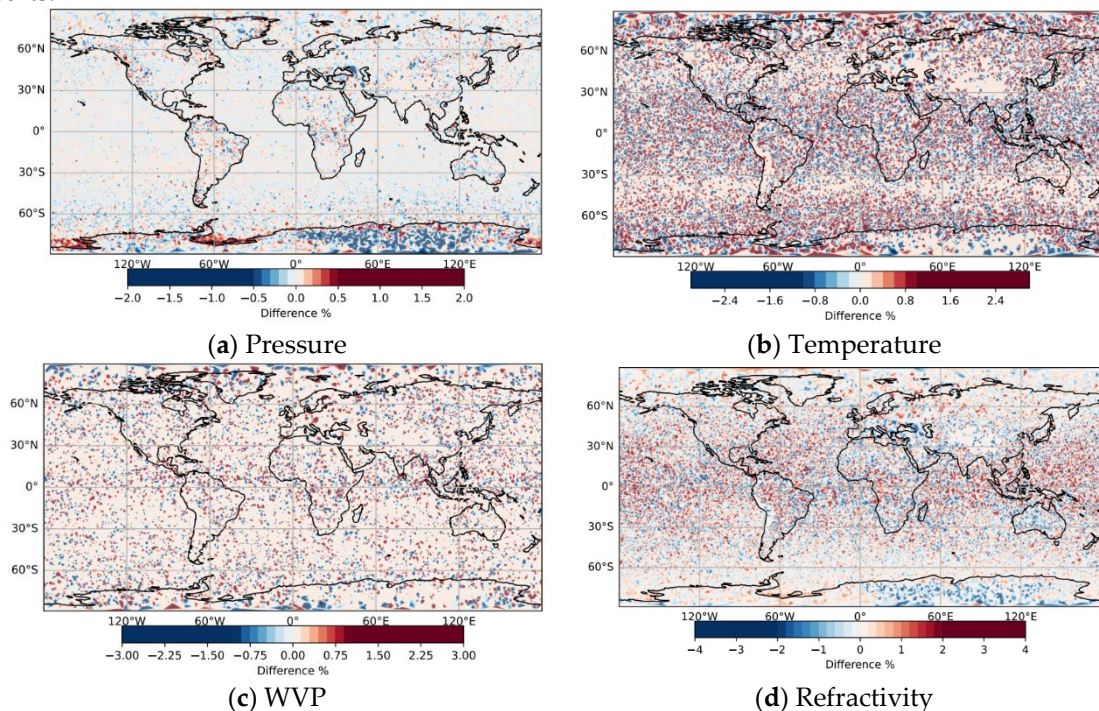 60°N
30°N
0°
30°S
60°S
120°W 60°W 0° 60°E 120°E
−2.0 −1.5 −1.0 −0.5 0.0 0.5 1.0 1.5 2.0
Difference %
(a) Pressure
60°N
30°N
0°
30°S
60°S
120°W 60°W 0° 60°E 120°E
−2.4 −1.6 −0.8 0.0 0.8 1.6 2.4
Difference %
(b) Temperature
60°N
30°N
0°
30°S
60°S
120°W 60°W 0° 60°E 120°E
−3.00 −2.25 −1.50 −0.75 0.00 0.75 1.50 2.25 3.00
Difference %
(c) WVP
60°N
30°N
0°
30°S
60°S
120°W 60°W 0° 60°E 120°E
−4 −3 −2 −1 0 1 2 3 4
Difference %
(d) Refractivity